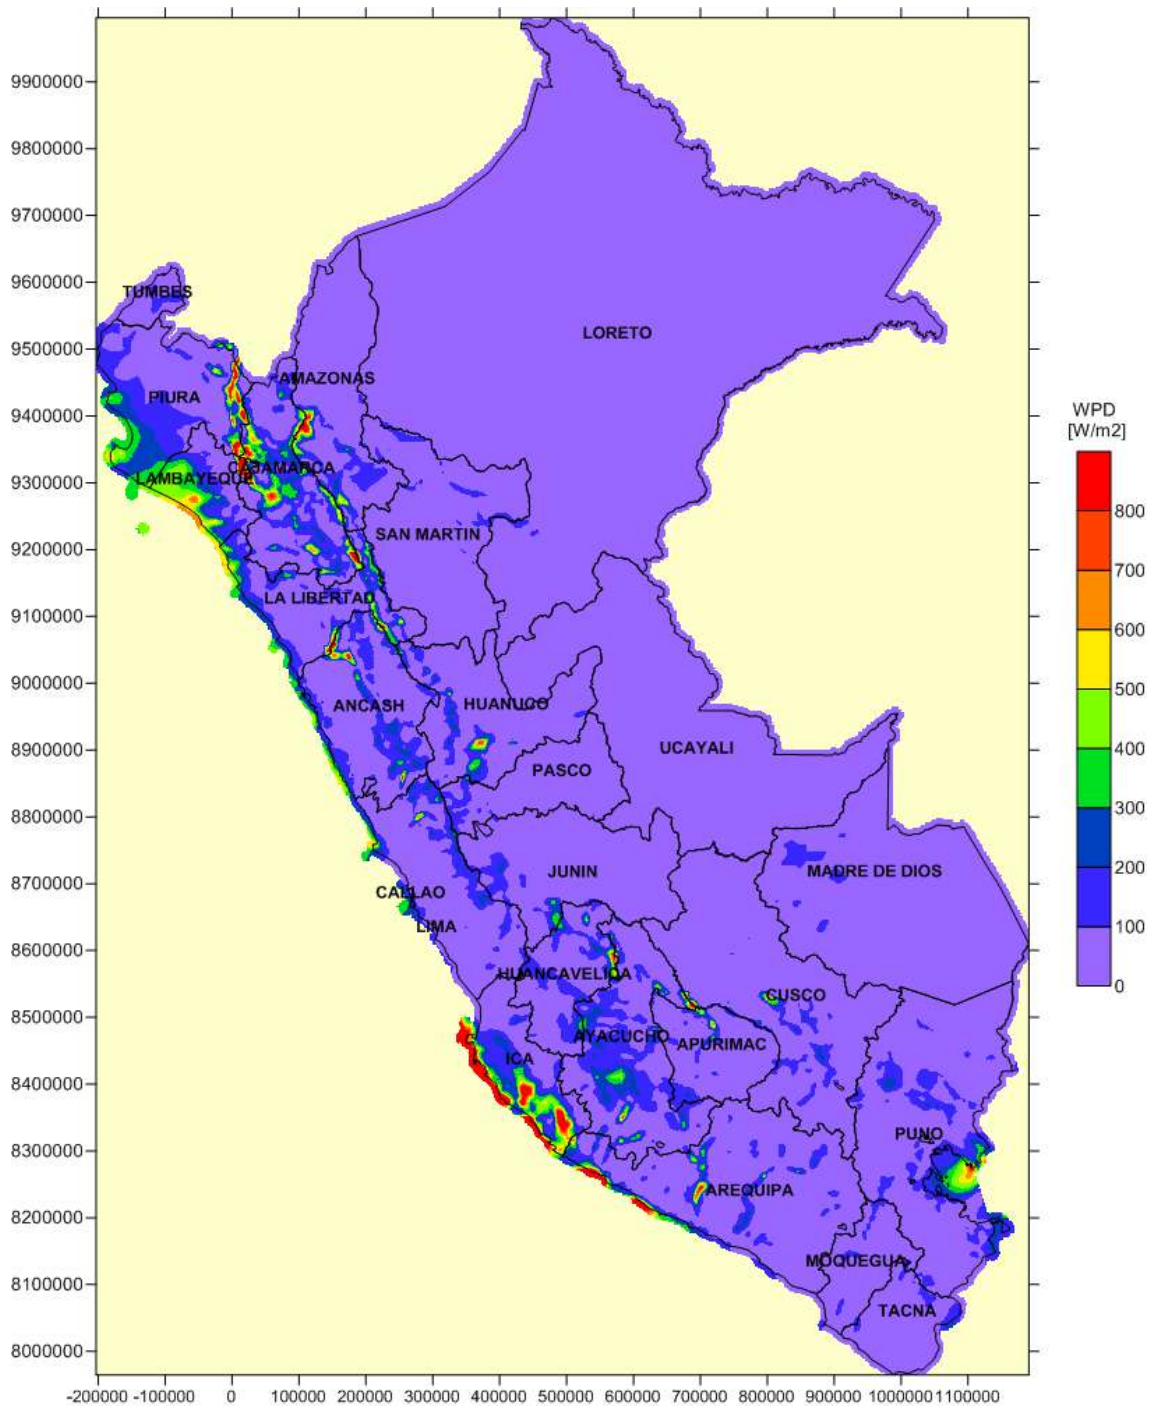 9900000
9800000
9700000
9600000
9500000
9400000
9300000
9200000
9100000
9000000
8900000
8800000
8700000
8600000
8500000
8400000
8300000
8200000
8100000
8000000
TUMBES
LORETO
AMAZONAS
PIURA
CAJAMARCA
LAMBAYEQUE
SAN MARTIN
LA LIBERTAD
ANCASH
HUANUCO
UCAYALI
PASCO
JUNIN
MADRE DE DIOS
CALLAO
LIMA
HUANCAVELICA
CUSCO
AYACUCHO
APURIMAC
ICA
PUNO
AREQUIPA
MOQUEGUA
TACNA
WPD
[W/m2]
800
700
600
500
400
300
200
100
0
-200000 -100000 0 100000 200000 300000 400000 500000 600000 700000 800000 900000 1000000 1100000